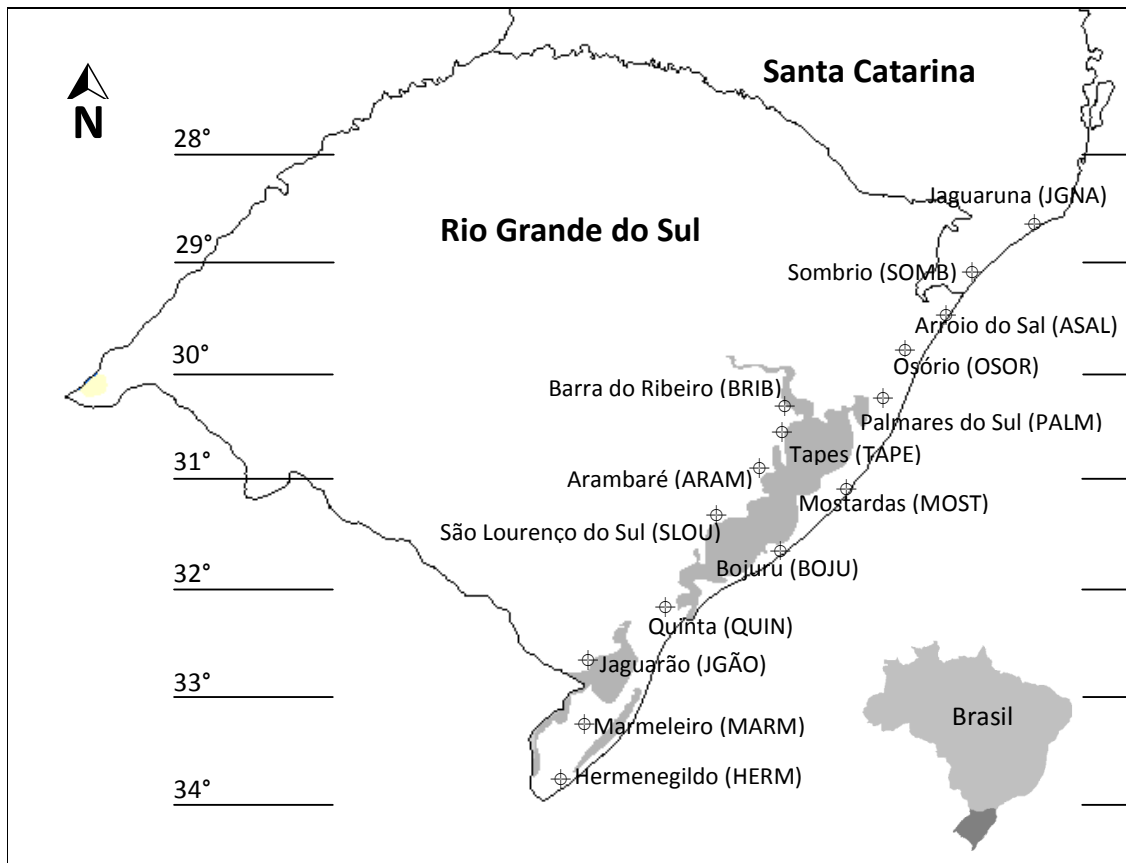 Santa Catarina
N
28°
Jaguaruna (JGNA)
Rio Grande do Sul
29°
Sombrio (SOMB)
Arroio do Sal (ASAL)
30°
Osório (OSOR)
Barra do Ribeiro (BRIB)
Palmares do Sul (PALM)
Tapes (TAPE)
31°
Arambaré (ARAM)
Mostardas (MOST)
São Lourenço do Sul (SLOU)
Bojuru (BOJU)
32°
Quinta (QUIN)
Jaguarão (JGÃO)
33°
Brasil
Marmeleiro (MARM)
Hermenegildo (HERM)
34°